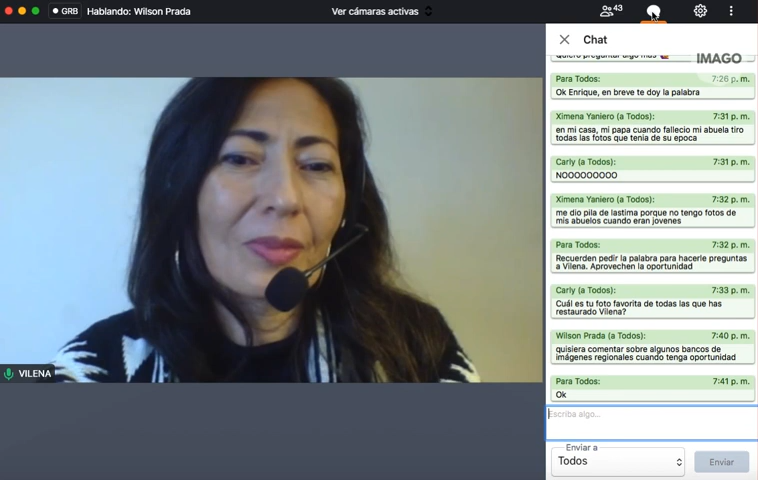 GRB Hablando: Wilson Prada Ver cámaras activas 43
Chat
quiero preguntar algo más
IMAGO
Para Todos: 7:26 p. m.
Ok Enrique, en breve te doy la palabra
Ximena Yaniero (a Todos): 7:31 p. m.
en mi casa, mi papa cuando fallecio mi abuela tiro
todas las fotos que tenia de su epoca
Carly (a Todos): 7:31 p. m.
NOOOOOOOOO
Ximena Yaniero (a Todos): 7:32 p. m.
me dio pila de lastima porque no tengo fotos de
mis abuelos cuando eran jovenes
Para Todos: 7:32 p. m.
Recuerden pedir la palabra para hacerle preguntas
a Vilena. Aprovechen la oportunidad
Carly (a Todos): 7:33 p. m.
Cuál es tu foto favorita de todas las que has
restaurado Vilena?
Wilson Prada (a Todos): 7:40 p. m.
quisiera comentar sobre algunos bancos de
imágenes regionales cuando tenga oportunidad
Para Todos: 7:41 p. m.
Ok
Escriba algo...
Enviar a
Todos
Enviar
VILENA